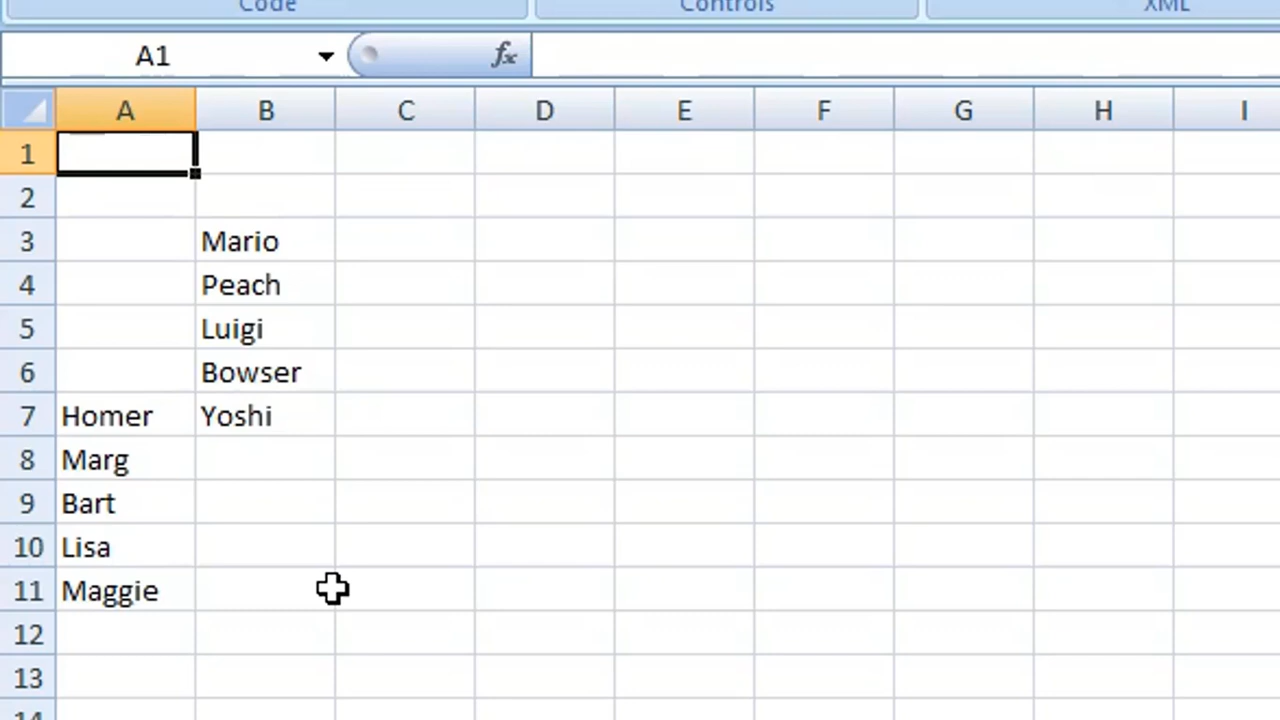 Code Controls XML
A1 fx
A B C D E F G H I
1
2
3 Mario
4 Peach
5 Luigi
6 Bowser
7 Homer Yoshi
8 Marg
9 Bart
10 Lisa
11 Maggie
12
13
14